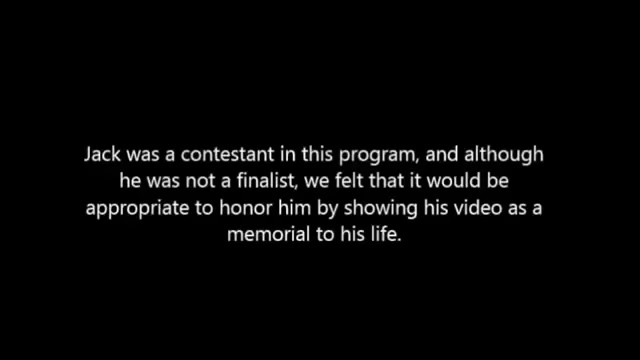 Jack was a contestant in this program, and although
he was not a finalist, we felt that it would be
appropriate to honor him by showing his video as a
memorial to his life.